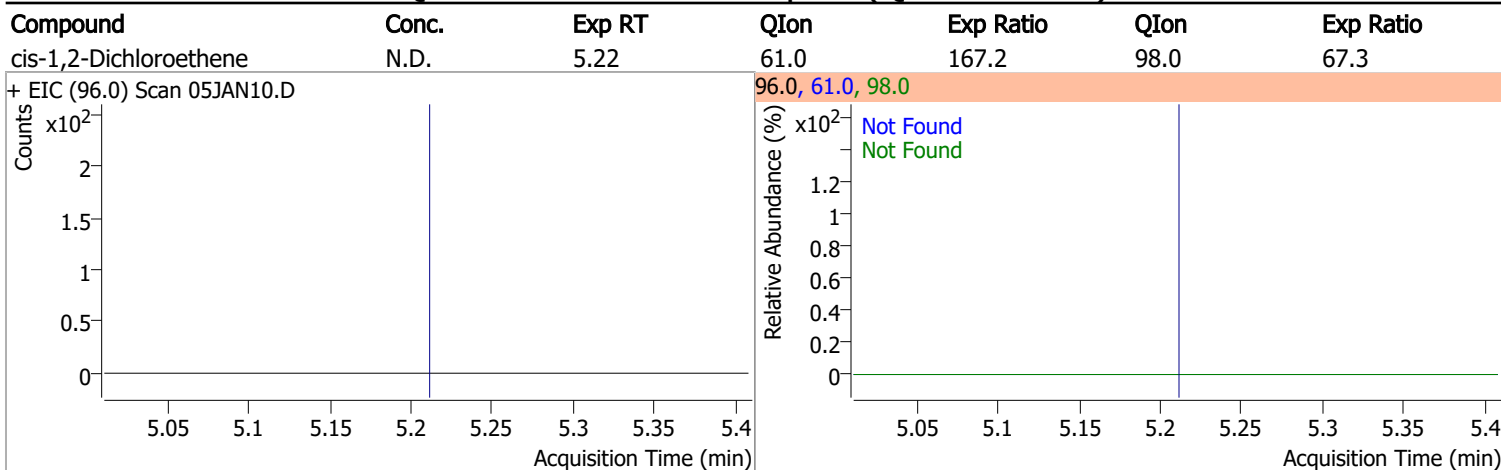 Compound Conc. Exp RT QIon Exp Ratio QIon Exp Ratio
cis-1,2-Dichloroethene N.D. 5.22 61.0 167.2 98.0 67.3
+ EIC (96.0) Scan 05JAN10.D
Counts
x10²
2
1.5
1
0.5
0
5.05 5.1 5.15 5.2 5.25 5.3 5.35 5.4
Acquisition Time (min)
96.0, 61.0, 98.0
Relative Abundance (%)
x10²
Not Found
Not Found
1.2
1
0.8
0.6
0.4
0.2
0
5.05 5.1 5.15 5.2 5.25 5.3 5.35 5.4
Acquisition Time (min)